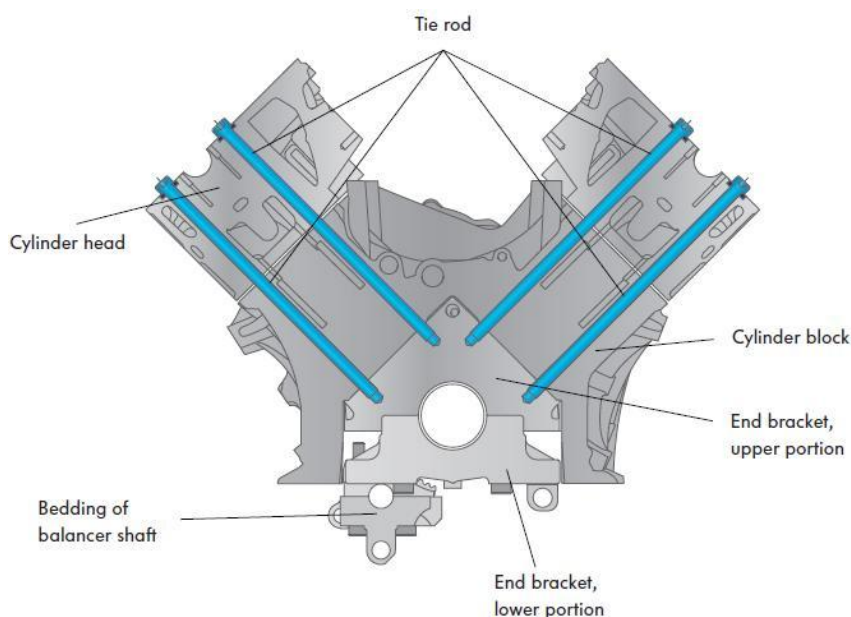 Tie rod
Cylinder head
Cylinder block
End bracket,
upper portion
Bedding of
balancer shaft
End bracket,
lower portion